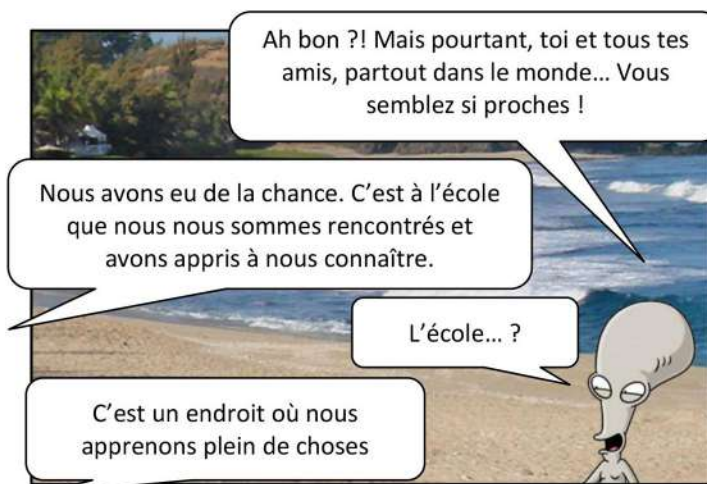 Ah bon ?! Mais pourtant, toi et tous tes
amis, partout dans le monde… Vous
semblez si proches !
Nous avons eu de la chance. C’est à l’école
que nous nous sommes rencontrés et
avons appris à nous connaître.
L’école… ?
C’est un endroit où nous
apprenons plein de choses